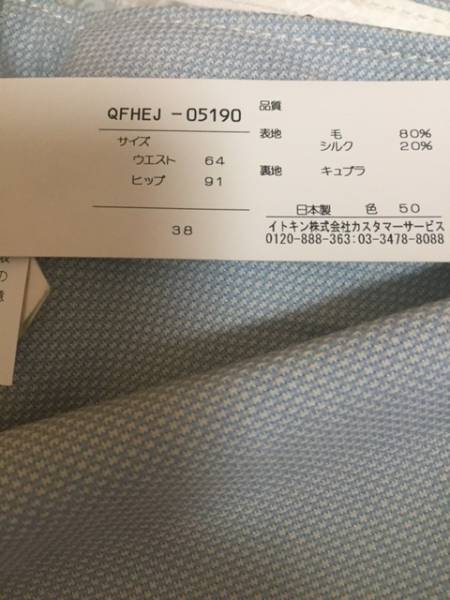 QFHEJ -05190
サイズ
ウエスト 64
ヒップ 91
38
品質
表地 毛 80%
シルク 20%
裏地 キュプラ
日本製 色 50
イトキン株式会社カスタマーサービス
0120-888-363:03-3478-8088
の